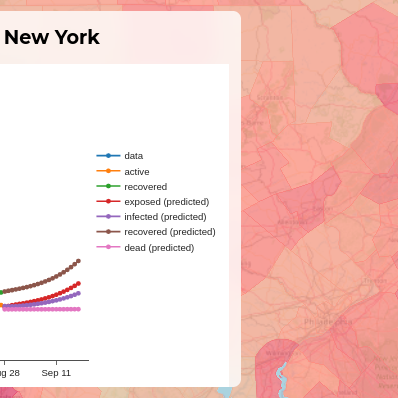 New York
data
active
recovered
exposed (predicted)
infected (predicted)
recovered (predicted)
dead (predicted)
g 28 Sep 11